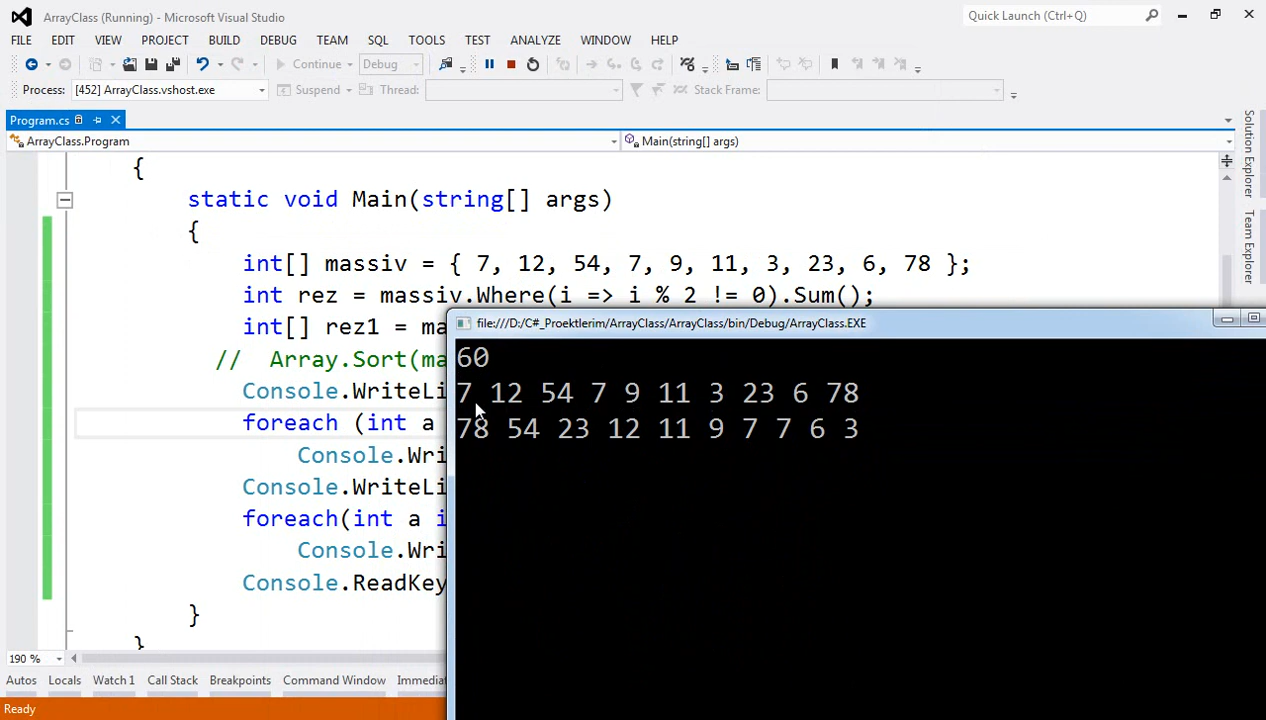 ArrayClass (Running) - Microsoft Visual Studio
Quick Launch (Ctrl+Q)
FILE EDIT VIEW PROJECT BUILD DEBUG TEAM SQL TOOLS TEST ANALYZE WINDOW HELP
Continue Debug
Process: [452] ArrayClass.vshost.exe Suspend Thread: Stack Frame:
Program.cs
ArrayClass.Program Main(string[] args)
{
static void Main(string[] args)
{
int[] massiv = { 7, 12, 54, 7, 9, 11, 3, 23, 6, 78 };
int rez = massiv.Where(i => i % 2 != 0).Sum();
int[] rez1 = ma
// Array.Sort(ma
Console.WriteLi
foreach (int a
Console.Wri
Console.WriteLi
foreach(int a i
Console.Wri
Console.ReadKey
}
}
file:///D:/C#_Proektlerim/ArrayClass/ArrayClass/bin/Debug/ArrayClass.EXE
60
7 12 54 7 9 11 3 23 6 78
78 54 23 12 11 9 7 7 6 3
Solution Explorer
Team Explorer
190 %
Autos Locals Watch 1 Call Stack Breakpoints Command Window Immedia
Ready